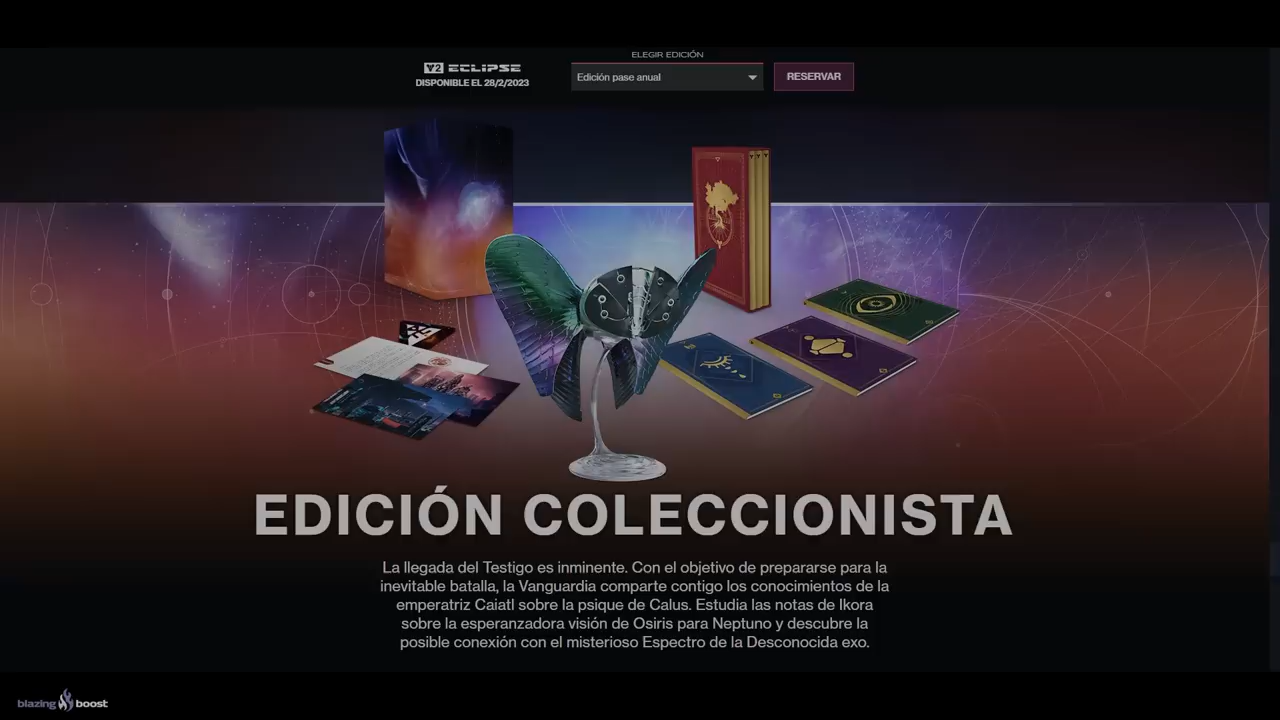 ELEGIR EDICIÓN
ECLIPSE
DISPONIBLE EL 28/2/2023
Edición pase anual
RESERVAR
EDICIÓN COLECCIONISTA
La llegada del Testigo es inminente. Con el objetivo de prepararse para la
inevitable batalla, la Vanguardia comparte contigo los conocimientos de la
emperatriz Caiatl sobre la psique de Calus. Estudia las notas de Ikora
sobre la esperanzadora visión de Osiris para Neptuno y descubre la
posible conexión con el misterioso Espectro de la Desconocida exo.
blazing boost